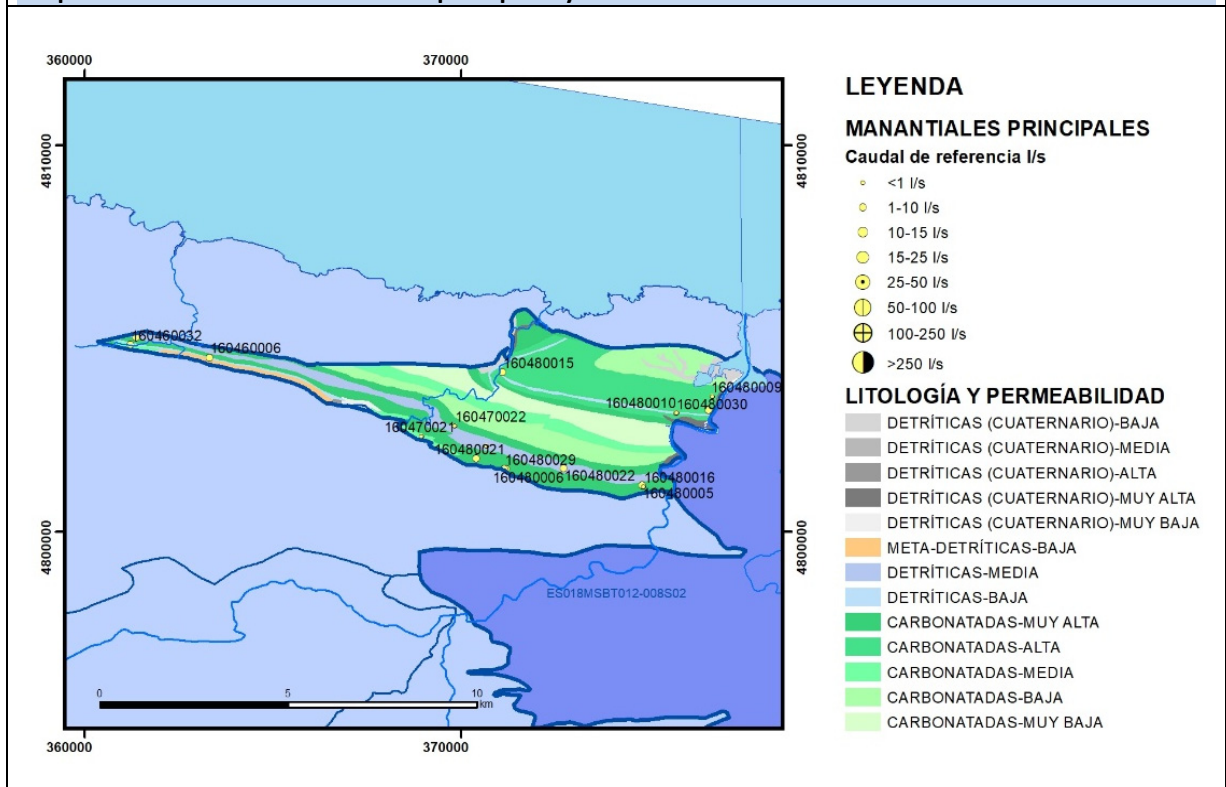 360000
370000
4810000
4810000
4800000
4800000
160460032
160460006
160480015
160480009
160480010
160480030
160470022
160470021
160480021
160480029
160480006
160480022
160480016
160480005
ES018MSBT012-008S02
0
5
10
km
360000
370000
LEYENDA
MANANTIALES PRINCIPALES
Caudal de referencia l/s
<1 l/s
1-10 l/s
10-15 l/s
15-25 l/s
25-50 l/s
50-100 l/s
100-250 l/s
>250 l/s
LITOLOGÍA Y PERMEABILIDAD
DETRÍTICAS (CUATERNARIO)-BAJA
DETRÍTICAS (CUATERNARIO)-MEDIA
DETRÍTICAS (CUATERNARIO)-ALTA
DETRÍTICAS (CUATERNARIO)-MUY ALTA
DETRÍTICAS (CUATERNARIO)-MUY BAJA
META-DETRÍTICAS-BAJA
DETRÍTICAS-MEDIA
DETRÍTICAS-BAJA
CARBONATADAS-MUY ALTA
CARBONATADAS-ALTA
CARBONATADAS-MEDIA
CARBONATADAS-BAJA
CARBONATADAS-MUY BAJA